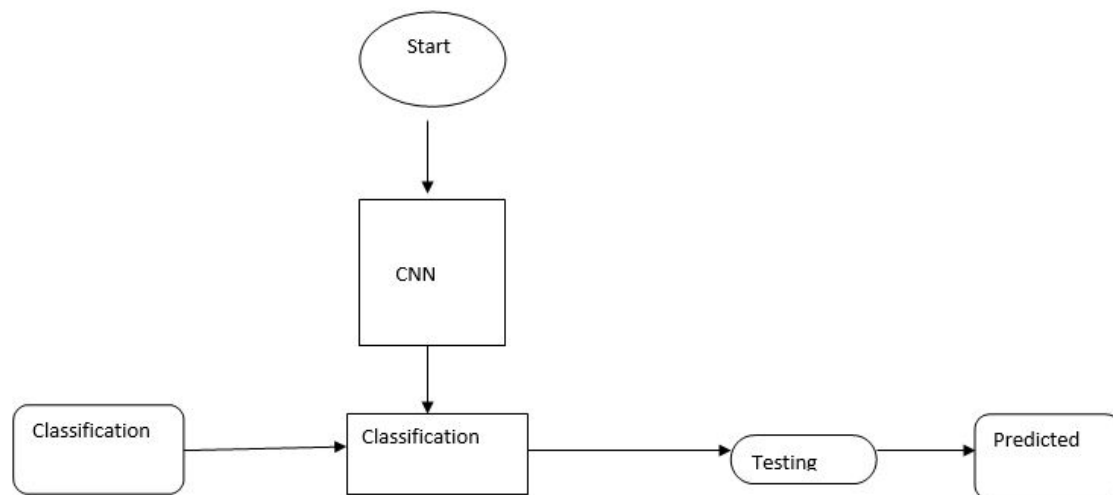 Start
CNN
Classification
Classification
Testing
Predicted